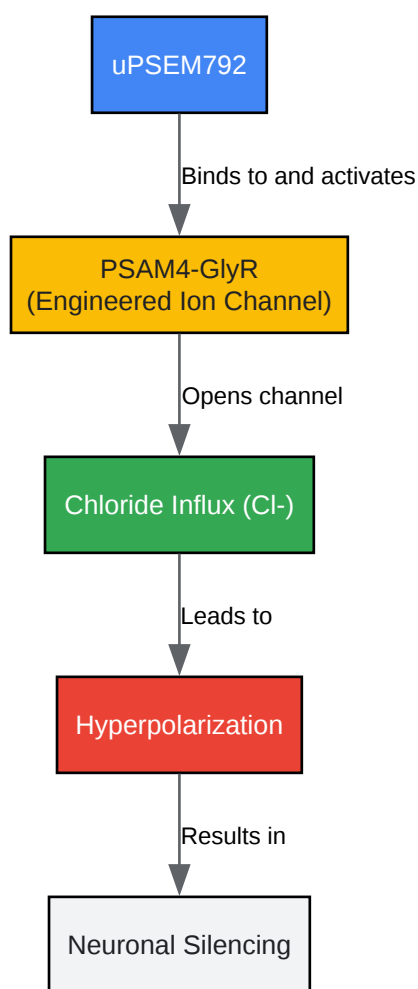 uPSEM792
Binds to and activates
PSAM4-GlyR
(Engineered Ion Channel)
Opens channel
Chloride Influx (Cl-)
Leads to
Hyperpolarization
Results in
Neuronal Silencing